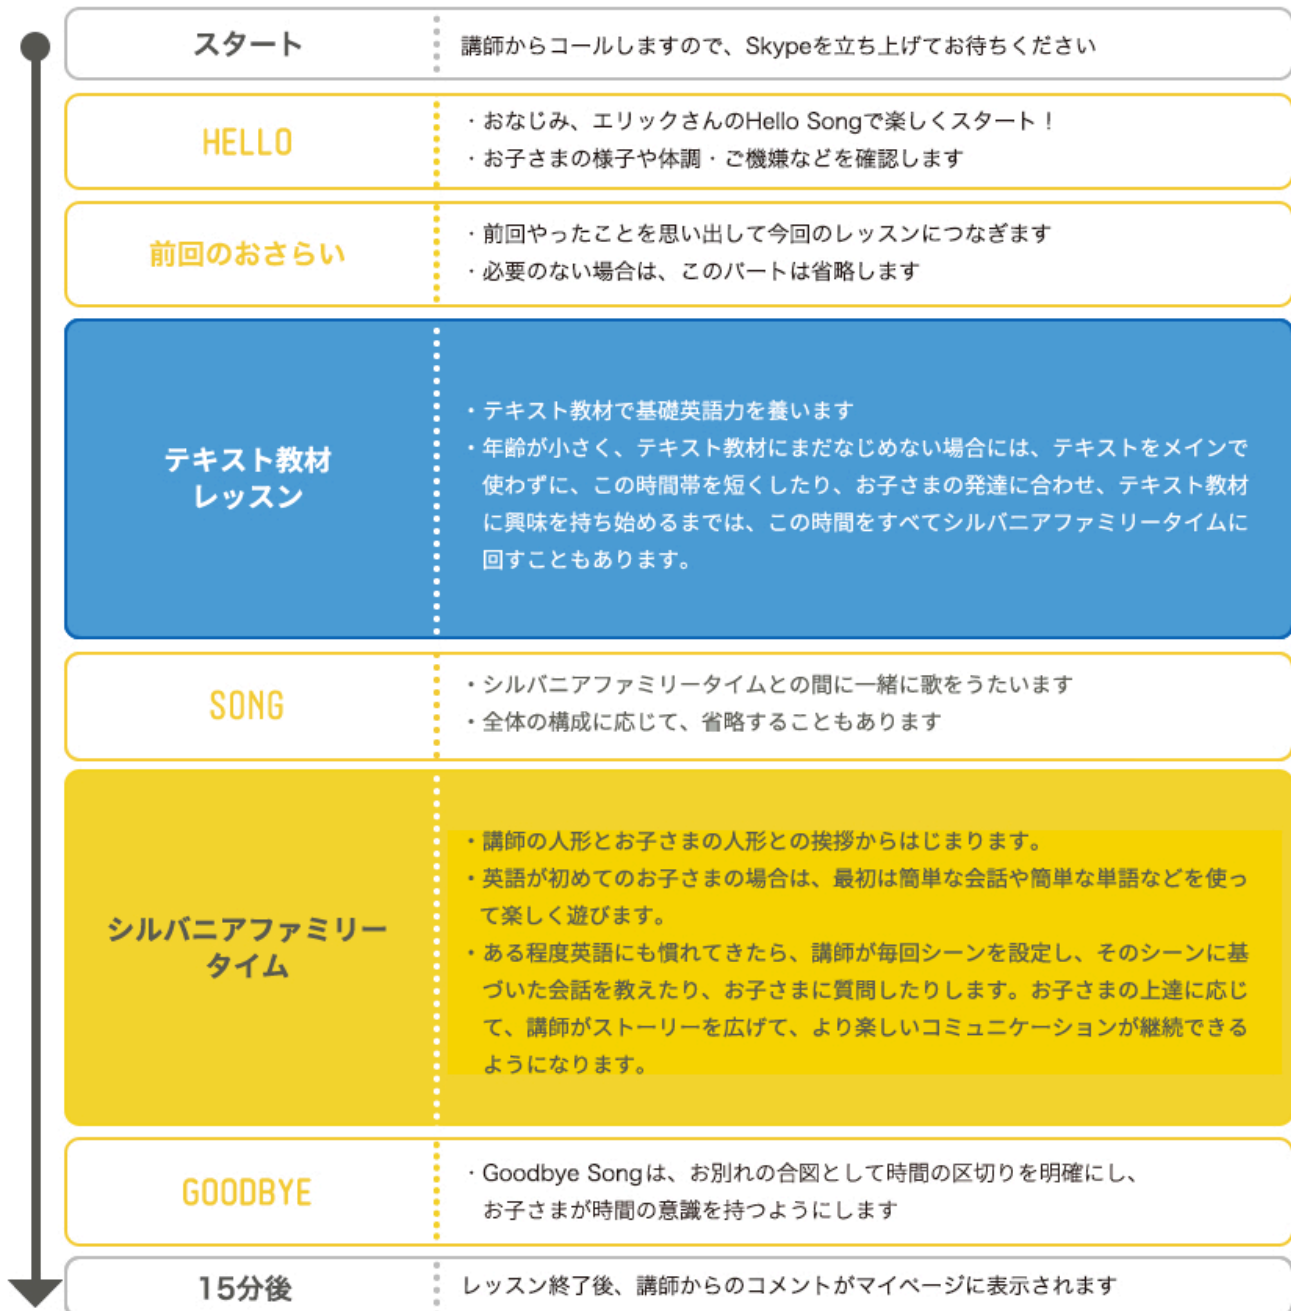 スタート
講師からコールしますので、Skypeを立ち上げてお待ちください
HELLO
・おなじみ、エリックさんのHello Songで楽しくスタート！
・お子さまの様子や体調・ご機嫌などを確認します
前回のおさらい
・前回やったことを思い出して今回のレッスンにつなぎます
・必要のない場合は、このパートは省略します
テキスト教材
レッスン
・テキスト教材で基礎英語力を養います
・年齢が小さく、テキスト教材にまだなじめない場合には、テキストをメインで
使わずに、この時間帯を短くしたり、お子さまの発達に合わせ、テキスト教材
に興味を持ち始めるまでは、この時間をすべてシルバニアファミリータイムに
回すこともあります。
SONG
・シルバニアファミリータイムとの間に一緒に歌をうたいます
・全体の構成に応じて、省略することもあります
シルバニアファミリー
タイム
・講師の人形とお子さまの人形との挨拶からはじまります。
・英語が初めてのお子さまの場合は、最初は簡単な会話や簡単な単語などを使っ
て楽しく遊びます。
・ある程度英語にも慣れてきたら、講師が毎回シーンを設定し、そのシーンに基
づいた会話を教えたり、お子さまに質問したりします。お子さまの上達に応じ
て、講師がストーリーを広げて、より楽しいコミュニケーションが継続できる
ようになります。
GOODBYE
・Goodbye Songは、お別れの合図として時間の区切りを明確にし、
お子さまが時間の意識を持つようにします
15分後
レッスン終了後、講師からのコメントがマイページに表示されます